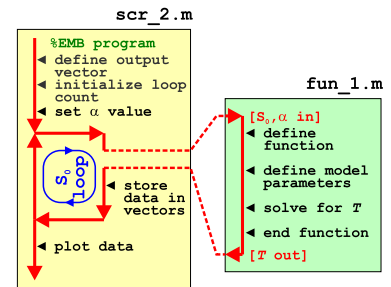 scr_2.m
%EMB program
define output
vector
initialize loop
count
set α value
S₀
loop
store
data in
vectors
plot data
fun_1.m
[S₀,α in]
define
function
define model
parameters
solve for T
end function
[T out]